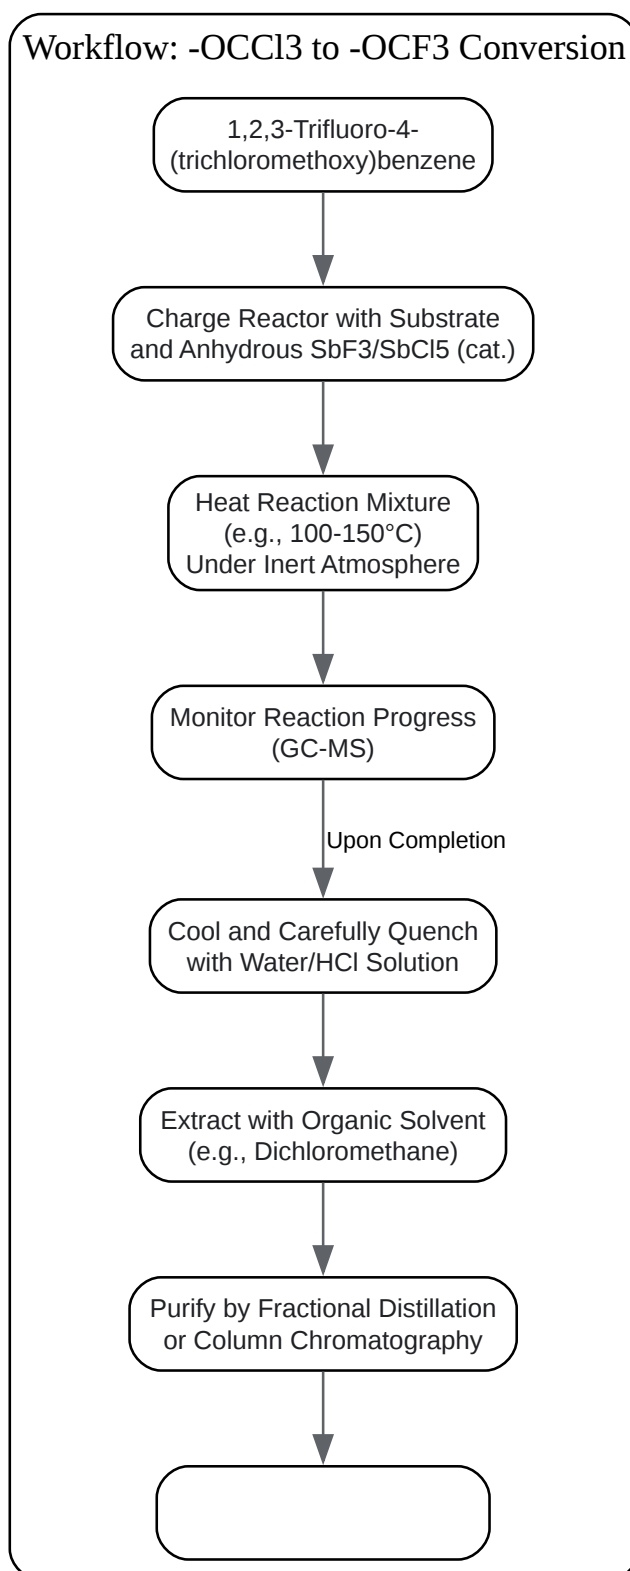 Workflow: -OCCl3 to -OCF3 Conversion
1,2,3-Trifluoro-4-
(trichloromethoxy)benzene
Charge Reactor with Substrate
and Anhydrous SbF3/SbCl5 (cat.)
Heat Reaction Mixture
(e.g., 100-150°C)
Under Inert Atmosphere
Monitor Reaction Progress
(GC-MS)
Upon Completion
Cool and Carefully Quench
with Water/HCl Solution
Extract with Organic Solvent
(e.g., Dichloromethane)
Purify by Fractional Distillation
or Column Chromatography